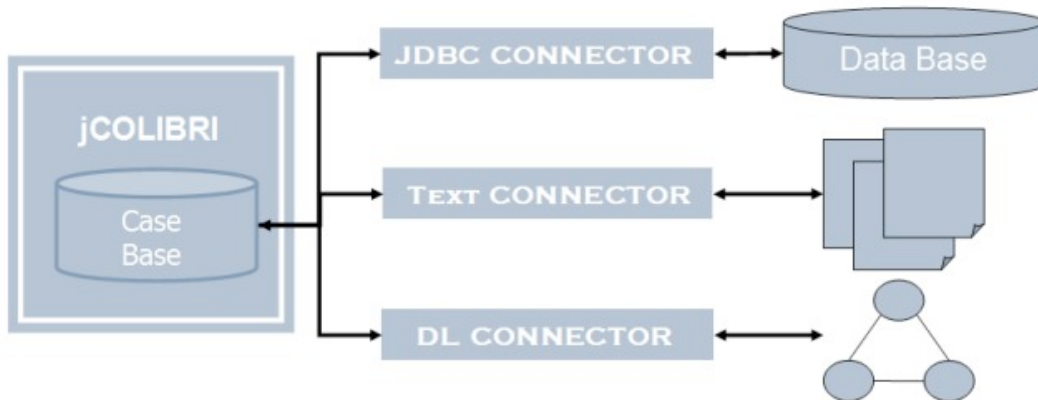 jCOLIBRI
Case
Base
JDBC CONNECTOR
Data Base
TEXT CONNECTOR
DL CONNECTOR